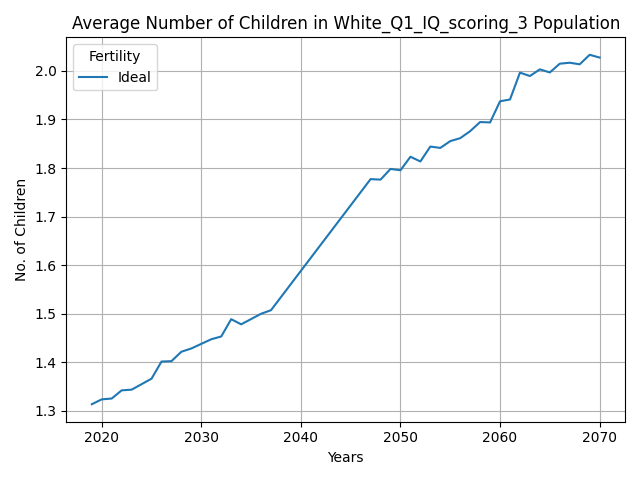 Average Number of Children in White_Q1_IQ_scoring_3 Population
Fertility
Ideal
No. of Children
2.0
1.9
1.8
1.7
1.6
1.5
1.4
1.3
2020 2030 2040 2050 2060 2070
Years